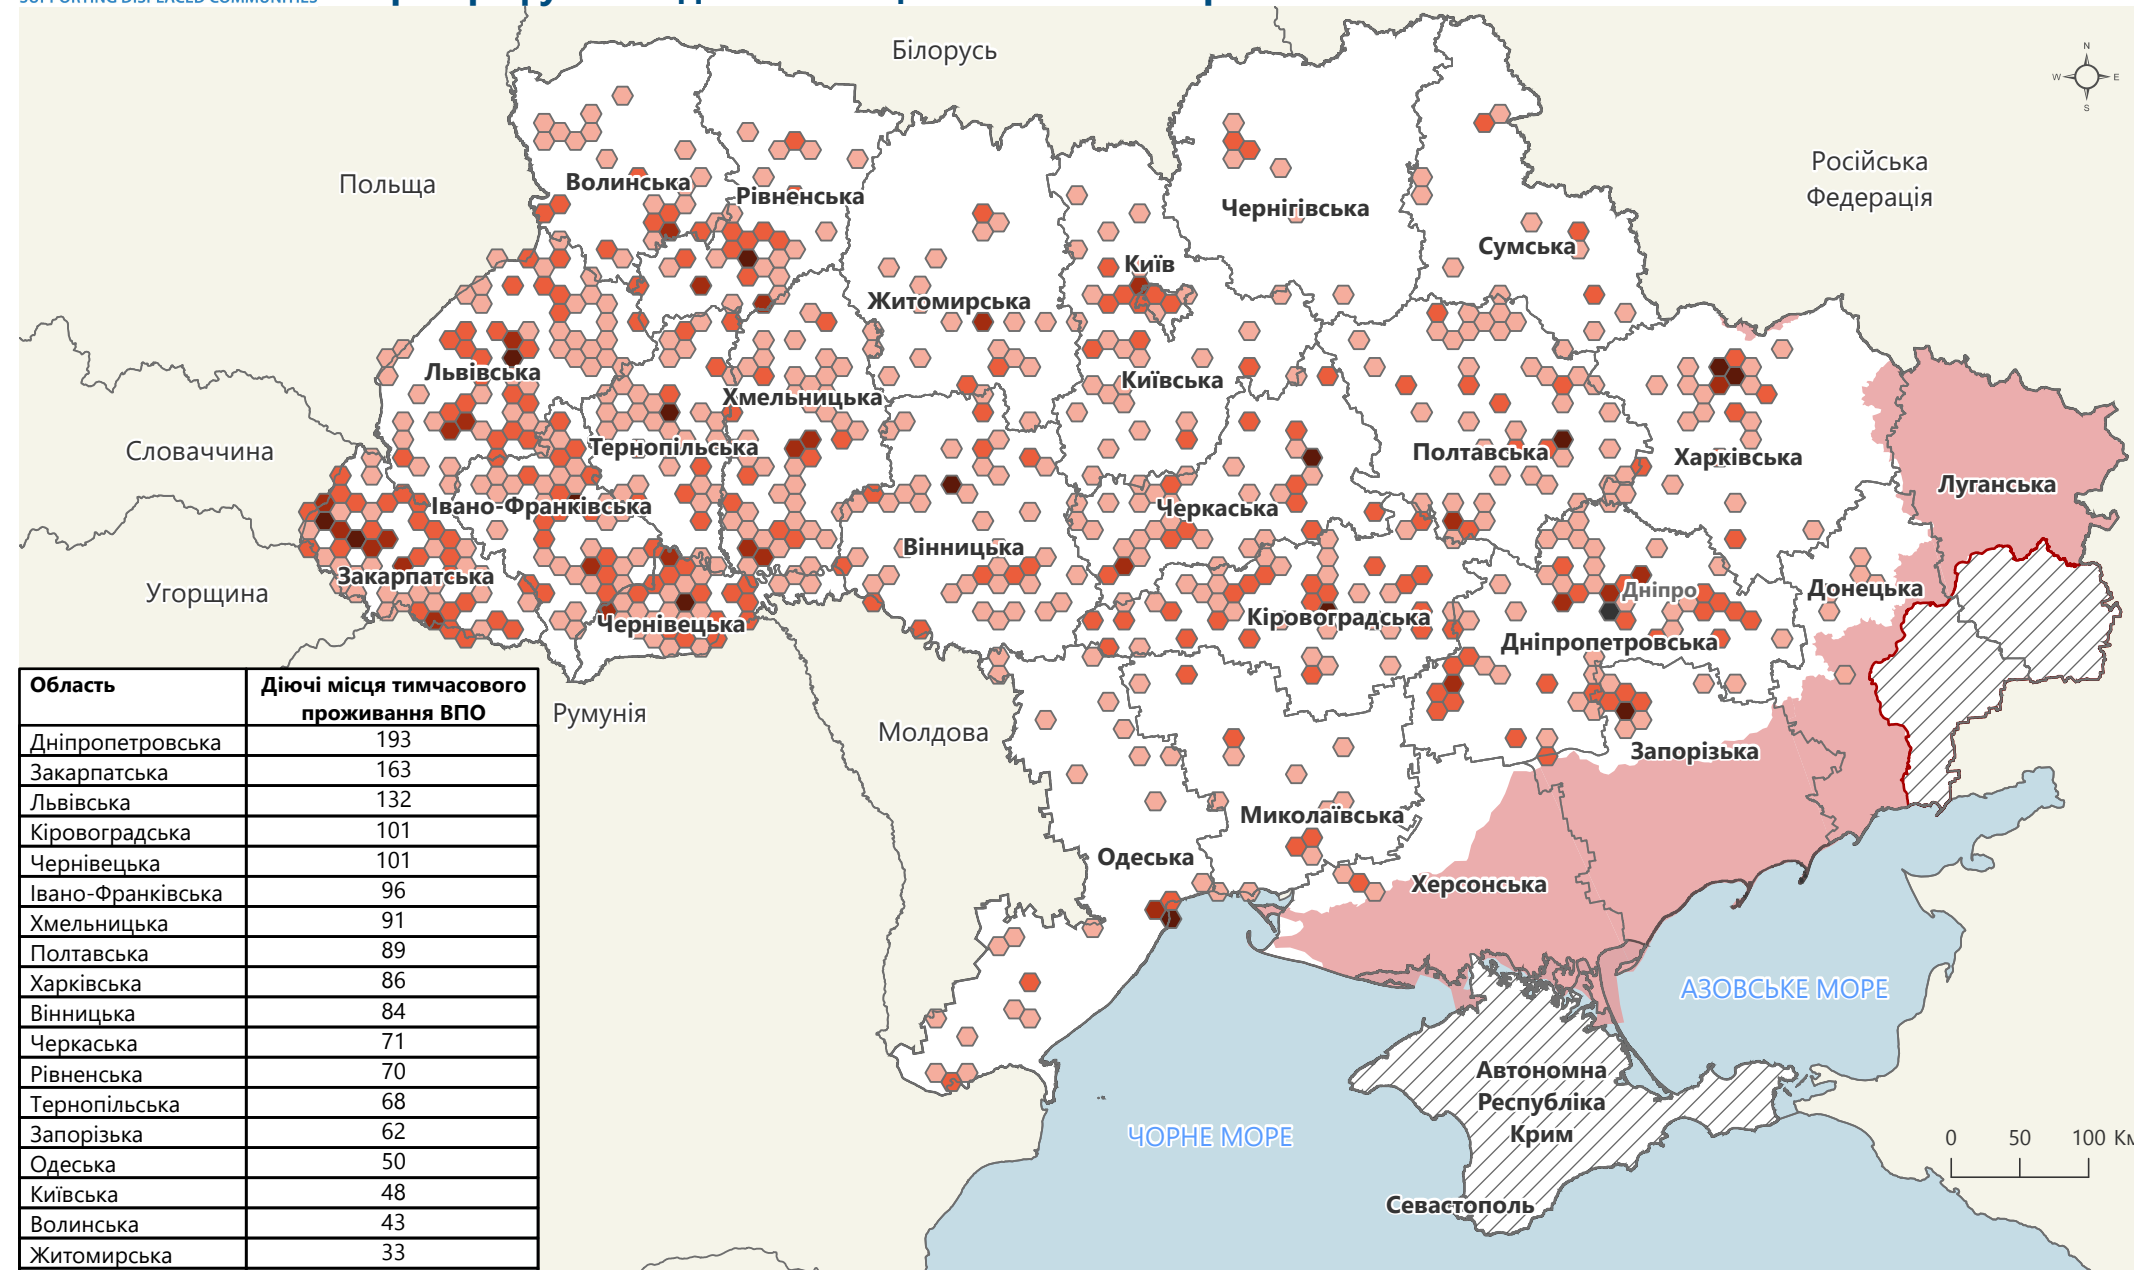 SUPPORTING DISPLACED COMMUNITIES
Білорусь
N
W
E
S
Польща
Російська
Федерація
Волинська
Рівненська
Чернігівська
Сумська
Київ
Житомирська
Львівська
Київська
Хмельницька
Словаччина
Тернопільська
Полтавська
Харківська
Луганська
Івано-Франківська
Черкаська
Вінницька
Закарпатська
Угорщина
Дніпро
Донецька
Чернівецька
Кіровоградська
Дніпропетровська
Румунія
Молдова
Запорізька
Миколаївська
Одеська
Херсонська
АЗОВСЬКЕ МОРЕ
Автономна
Республіка
Крим
ЧОРНЕ МОРЕ
Севастополь
0 50 100
Область Діючі місця тимчасового
проживання ВПО
Дніпропетровська 193
Закарпатська 163
Львівська 132
Кіровоградська 101
Чернівецька 101
Івано-Франківська 96
Хмельницька 91
Полтавська 89
Харківська 86
Вінницька 84
Черкаська 71
Рівненська 70
Тернопільська 68
Запорізька 62
Одеська 50
Київська 48
Волинська 43
Житомирська 33